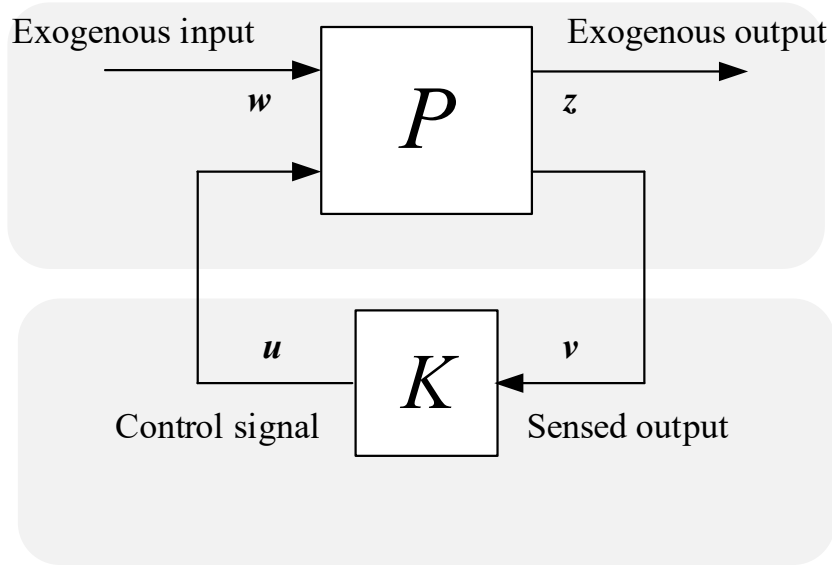 Exogenous input
Exogenous output
w
P
z
u
K
v
Control signal
Sensed output